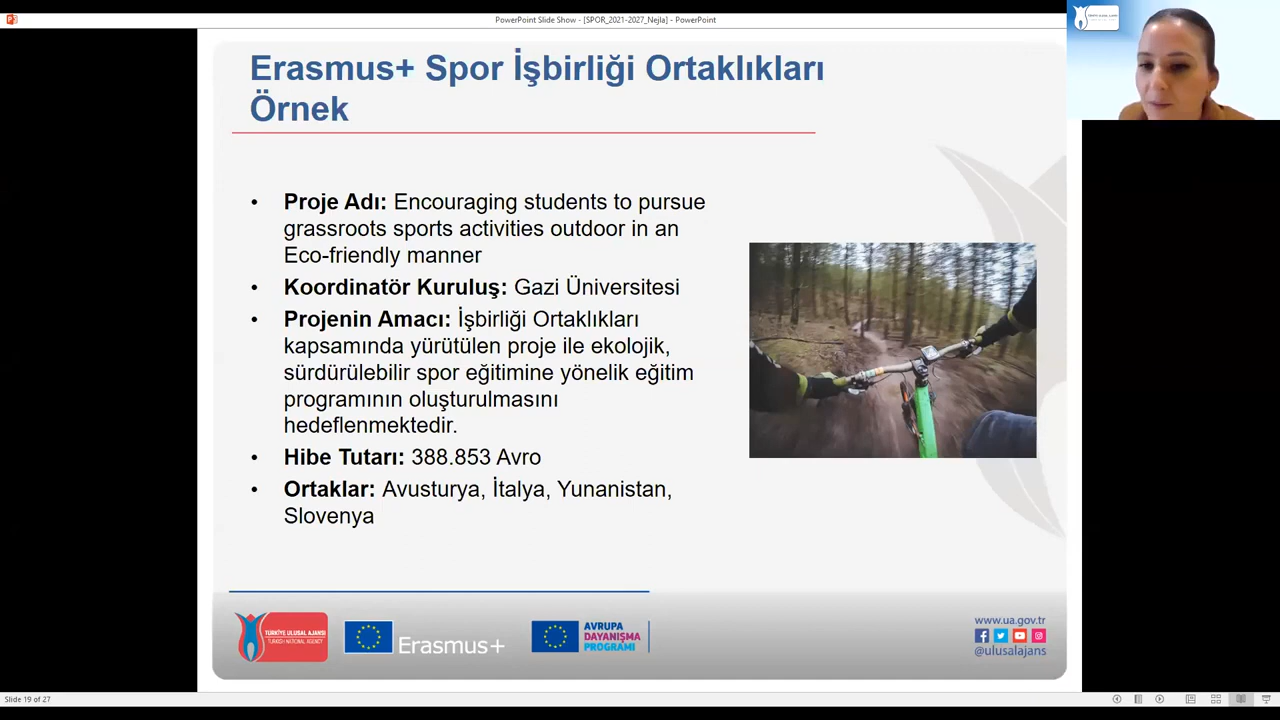 PowerPoint Slide Show - [SPOR_2021-2027_Nejla] - PowerPoint
Erasmus+ Spor İşbirliği Ortaklıkları
Örnek
• Proje Adı: Encouraging students to pursue
grassroots sports activities outdoor in an
Eco-friendly manner
• Koordinatör Kuruluş: Gazi Üniversitesi
• Projenin Amacı: İşbirliği Ortaklıkları
kapsamında yürütülen proje ile ekolojik,
sürdürülebilir spor eğitimine yönelik eğitim
programının oluşturulmasını
hedeflenmektedir.
• Hibe Tutarı: 388.853 Avro
• Ortaklar: Avusturya, İtalya, Yunanistan,
Slovenya
TÜRKİYE ULUSAL AJANSI
TURKISH NATIONAL AGENCY
Erasmus+
AVRUPA
DAYANIŞMA
PROGRAMI
www.ua.gov.tr
@ulusalajans
Slide 19 of 27